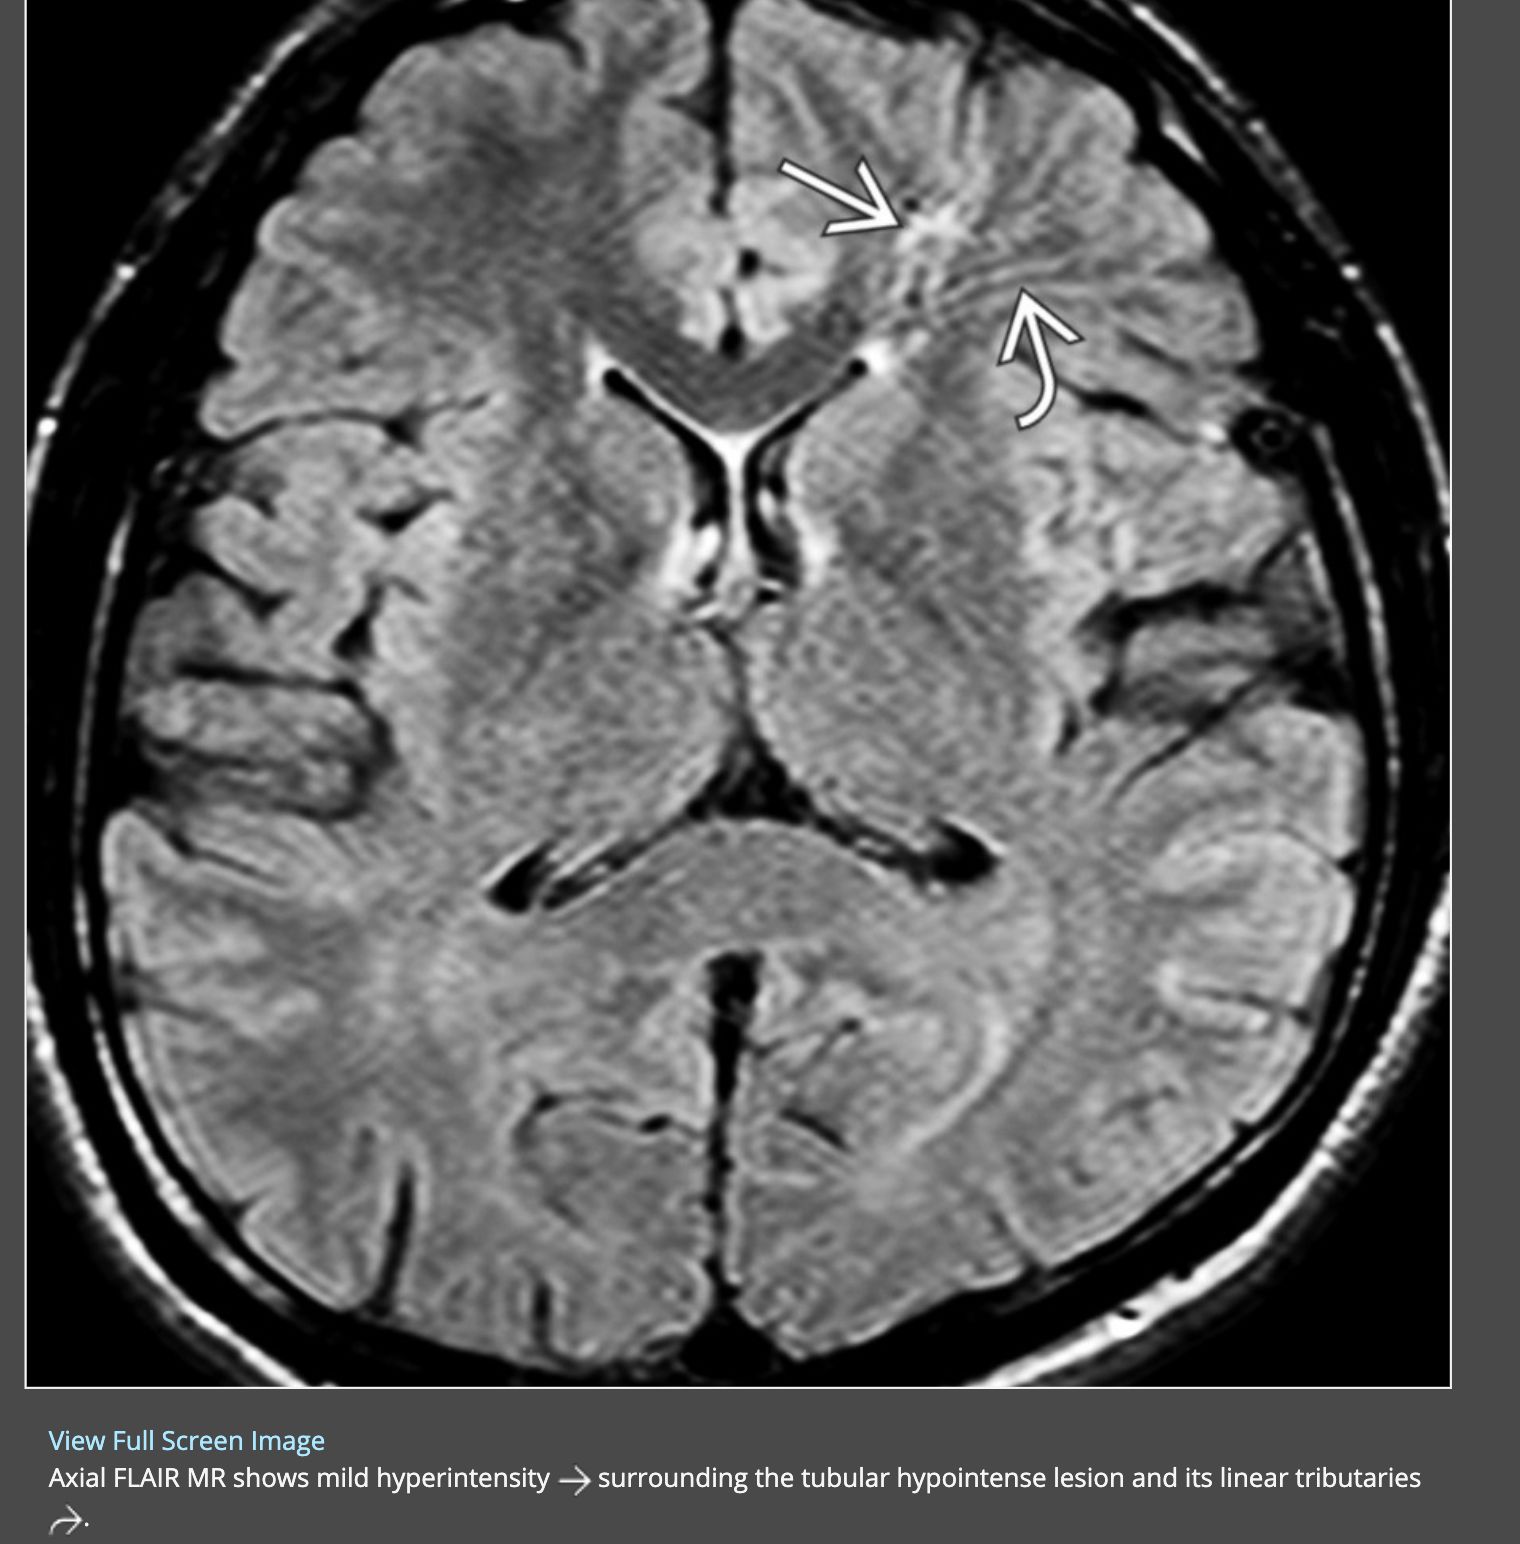 View Full Screen Image
Axial FLAIR MR shows mild hyperintensity → surrounding the tubular hypointense lesion and its linear tributaries
↷.